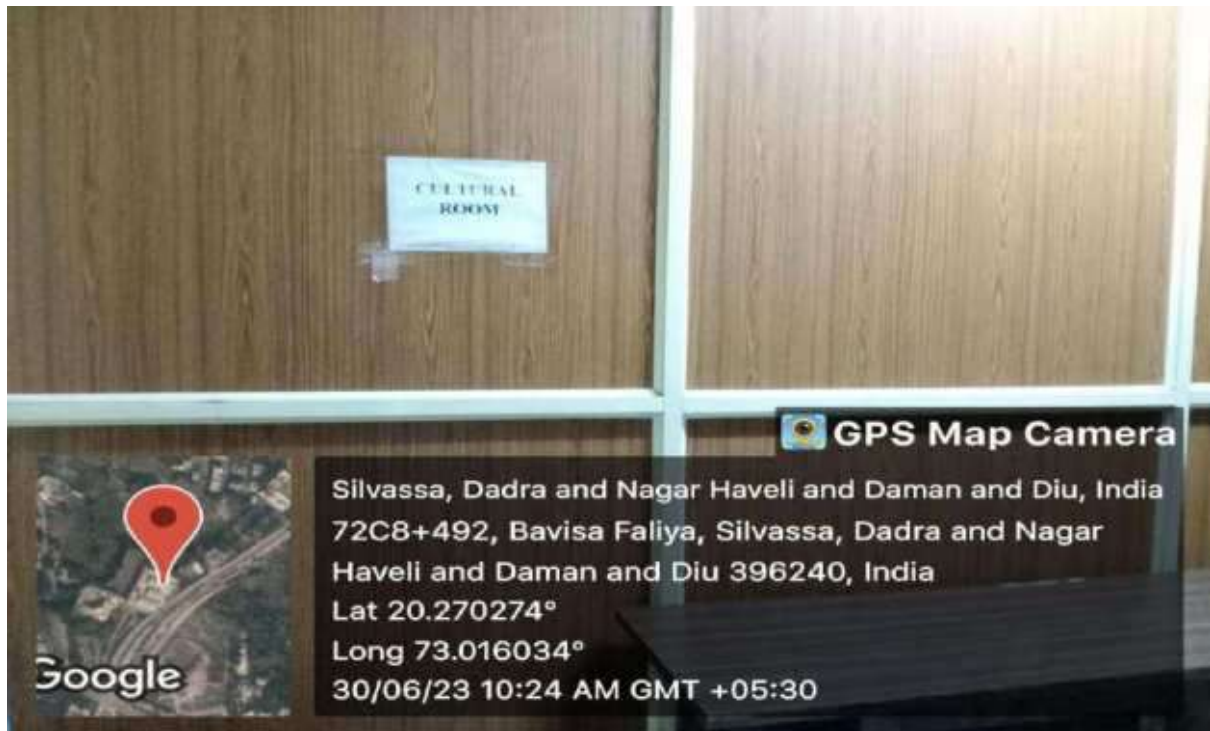 CULTURAL
ROOM
GPS Map Camera
Silvassa, Dadra and Nagar Haveli and Daman and Diu, India
72C8+492, Bavisa Faliya, Silvassa, Dadra and Nagar
Haveli and Daman and Diu 396240, India
Lat 20.270274°
Long 73.016034°
30/06/23 10:24 AM GMT +05:30
Google